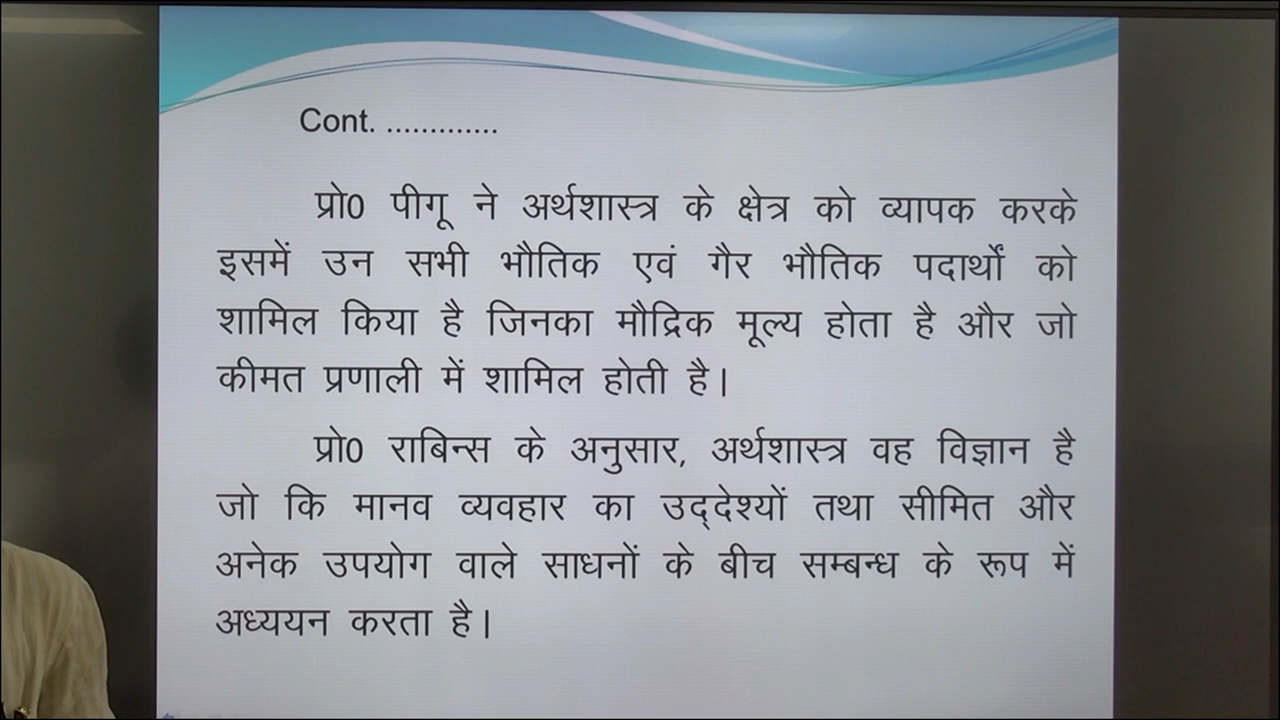 Cont. .............
प्रो0 पीगू ने अर्थशास्त्र के क्षेत्र को व्यापक करके
इसमें उन सभी भौतिक एवं गैर भौतिक पदार्थों को
शामिल किया है जिनका मौद्रिक मूल्य होता है और जो
कीमत प्रणाली में शामिल होती है।
प्रो0 राबिन्स के अनुसार, अर्थशास्त्र वह विज्ञान है
जो कि मानव व्यवहार का उद्देश्यों तथा सीमित और
अनेक उपयोग वाले साधनों के बीच सम्बन्ध के रूप में
अध्ययन करता है।